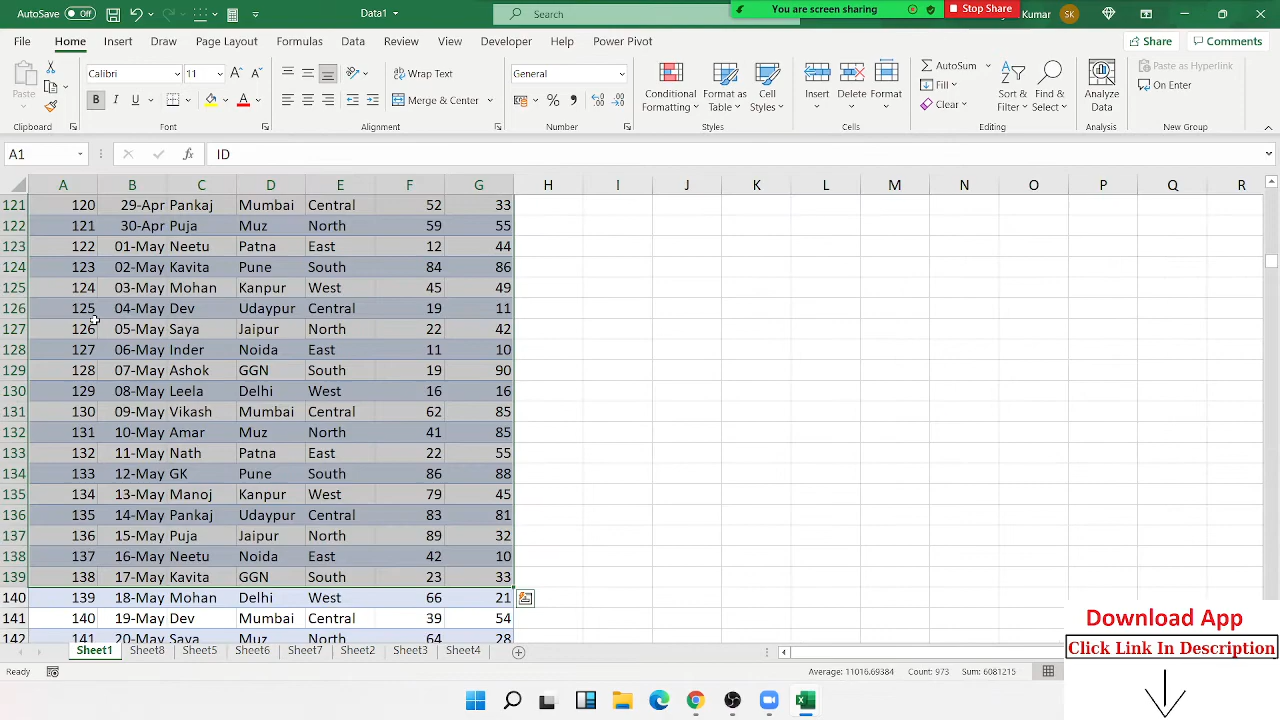 AutoSave Off Data1 Search You are screen sharing Stop Share Kumar SK
File Home Insert Draw Page Layout Formulas Data Review View Developer Help Power Pivot Share Comments
Paste Calibri 11 Wrap Text General Conditional Formatting Format as Table Cell Styles Insert Delete Format AutoSum Sort & Filter Find & Select Analyze Data Paste as Hyperlink
B I U Merge & Center Fill Clear On Enter
Clipboard Font Alignment Number Styles Cells Editing Analysis New Group
A1 fx ID
A B C D E F G H I J K L M N O P Q R
121 120 29-Apr Pankaj Mumbai Central 52 33
122 121 30-Apr Puja Muz North 59 55
123 122 01-May Neetu Patna East 12 44
124 123 02-May Kavita Pune South 84 86
125 124 03-May Mohan Kanpur West 45 49
126 125 04-May Dev Udaypur Central 19 11
127 126 05-May Saya Jaipur North 22 42
128 127 06-May Inder Noida East 11 10
129 128 07-May Ashok GGN South 19 90
130 129 08-May Leela Delhi West 16 16
131 130 09-May Vikash Mumbai Central 62 85
132 131 10-May Amar Muz North 41 85
133 132 11-May Nath Patna East 22 55
134 133 12-May GK Pune South 86 88
135 134 13-May Manoj Kanpur West 79 45
136 135 14-May Pankaj Udaypur Central 83 81
137 136 15-May Puja Jaipur North 89 32
138 137 16-May Neetu Noida East 42 10
139 138 17-May Kavita GGN South 23 33
140 139 18-May Mohan Delhi West 66 21
141 140 19-May Dev Mumbai Central 39 54
142 141 20-May Saya Muz North 64 28
Sheet1 Sheet8 Sheet5 Sheet6 Sheet7 Sheet2 Sheet3 Sheet4
Ready Average: 11016.69384 Count: 973 Sum: 6081215
Download App
Click Link In Description